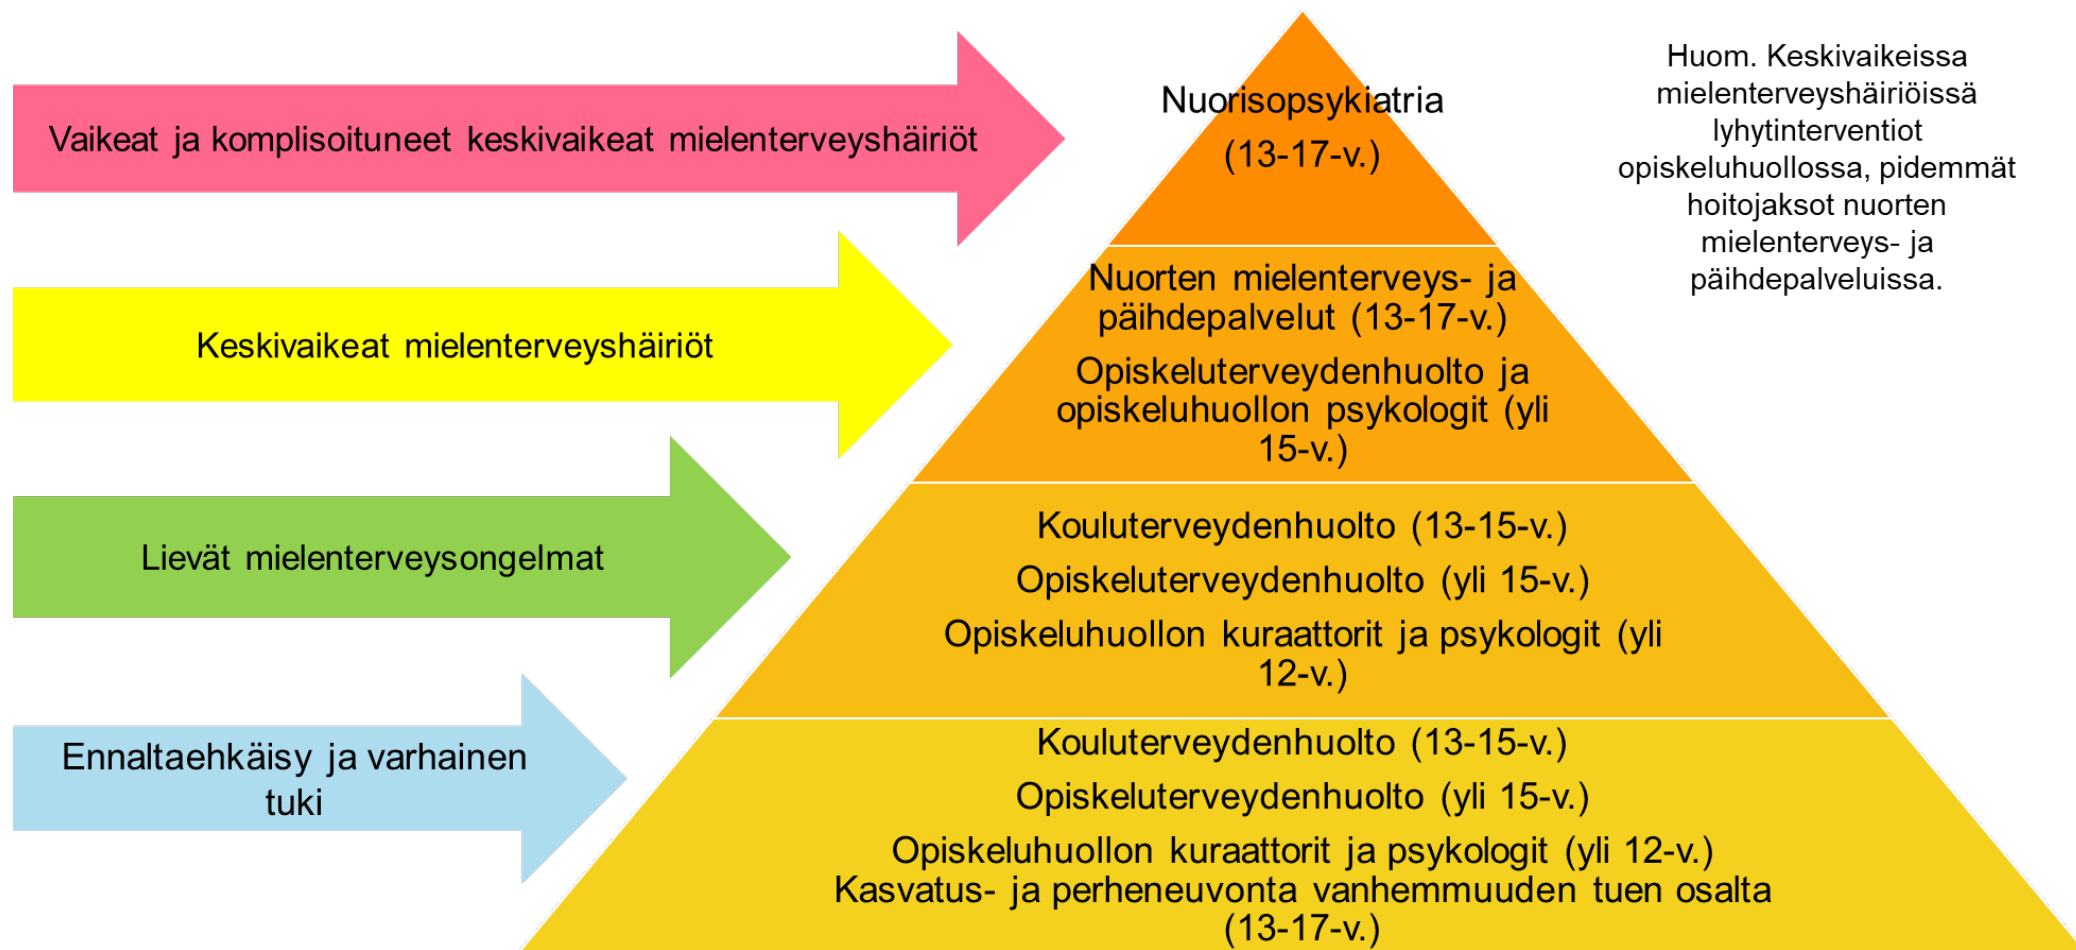 Vaikeat ja komplisoituneet keskivaikeat mielenterveyshäiriöt
Nuorisopsykiatria
(13-17-v.)
Huom. Keskivaikeissa
mielenterveyshäiriöissä
lyhytinterventiot
opiskeluhuollossa, pidemmät
hoitojaksot nuorten
mielenterveys- ja
päihdepalveluissa.
Keskivaikeat mielenterveyshäiriöt
Nuorten mielenterveys- ja
päihdepalvelut (13-17-v.)
Opiskeluterveydenhuolto ja
opiskeluhuollon psykologit (yli
15-v.)
Lievät mielenterveysongelmat
Kouluterveydenhuolto (13-15-v.)
Opiskeluterveydenhuolto (yli 15-v.)
Opiskeluhuollon kuraattorit ja psykologit (yli
12-v.)
Ennaltaehkäisy ja varhainen
tuki
Kouluterveydenhuolto (13-15-v.)
Opiskeluterveydenhuolto (yli 15-v.)
Opiskeluhuollon kuraattorit ja psykologit (yli 12-v.)
Kasvatus- ja perheneuvonta vanhemmuuden tuen osalta
(13-17-v.)